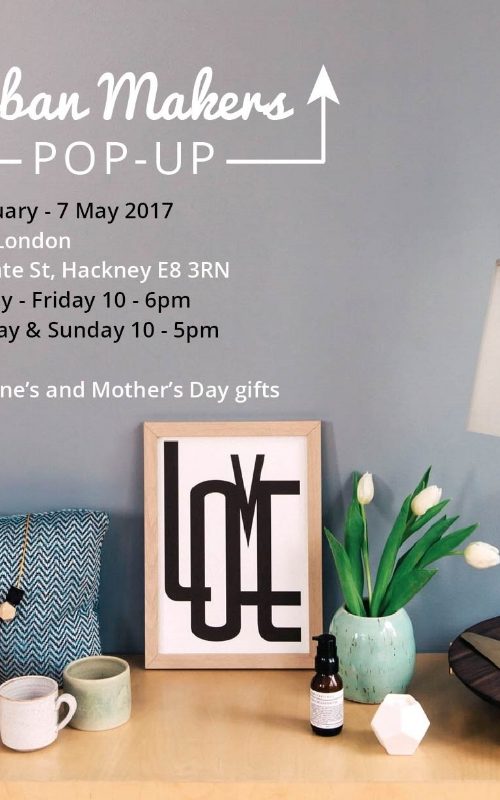 ban Makers
POP-UP
uary - 7 May 2017
London
te St, Hackney E8 3RN
y - Friday 10 - 6pm
ay & Sunday 10 - 5pm
ne's and Mother's Day gifts
LOVE